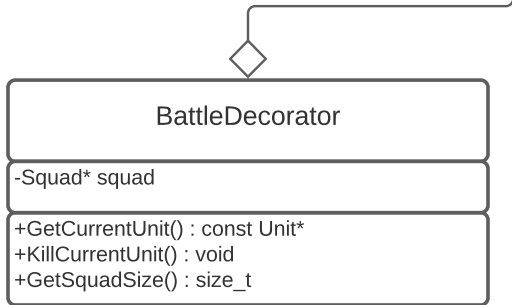 BattleDecorator
-Squad* squad
+GetCurrentUnit() : const Unit*
+KillCurrentUnit() : void
+GetSquadSize() : size_t